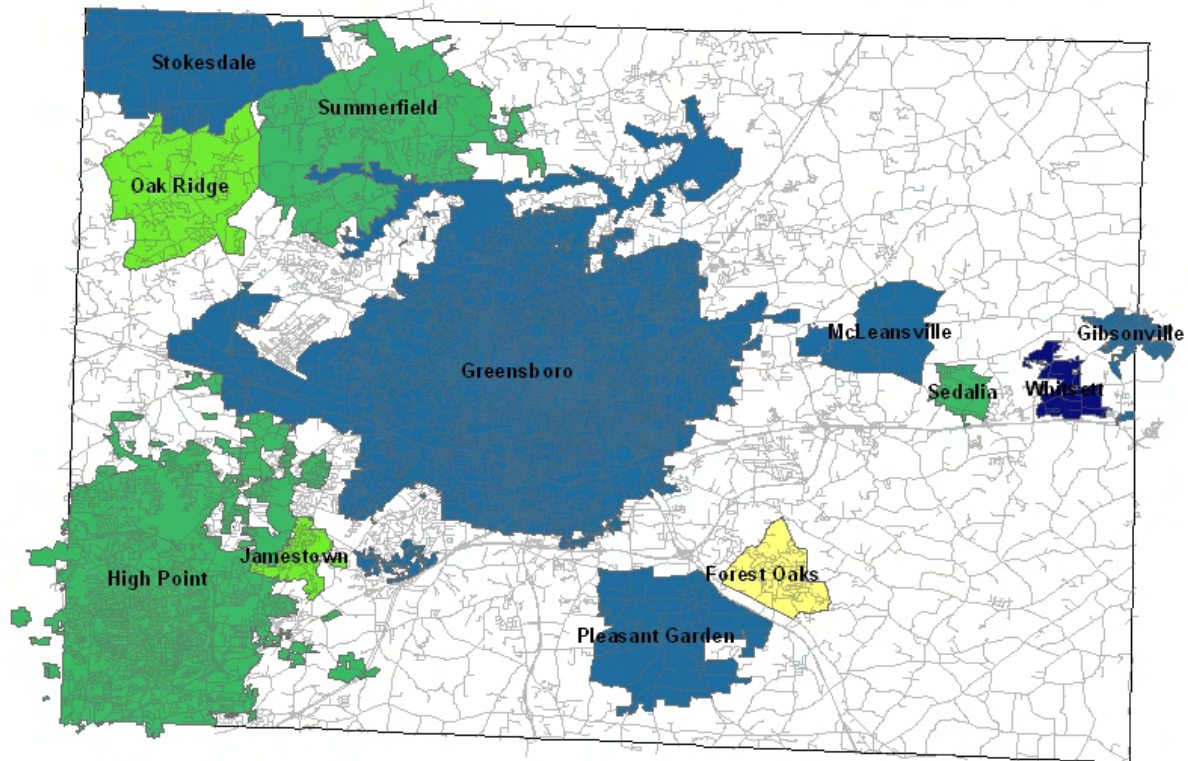 Stokesdale
Summerfield
Oak Ridge
McLeansville
Gibsonville
Greensboro
Sedalia
Whitsett
Jamestown
High Point
Forest Oaks
Pleasant Garden